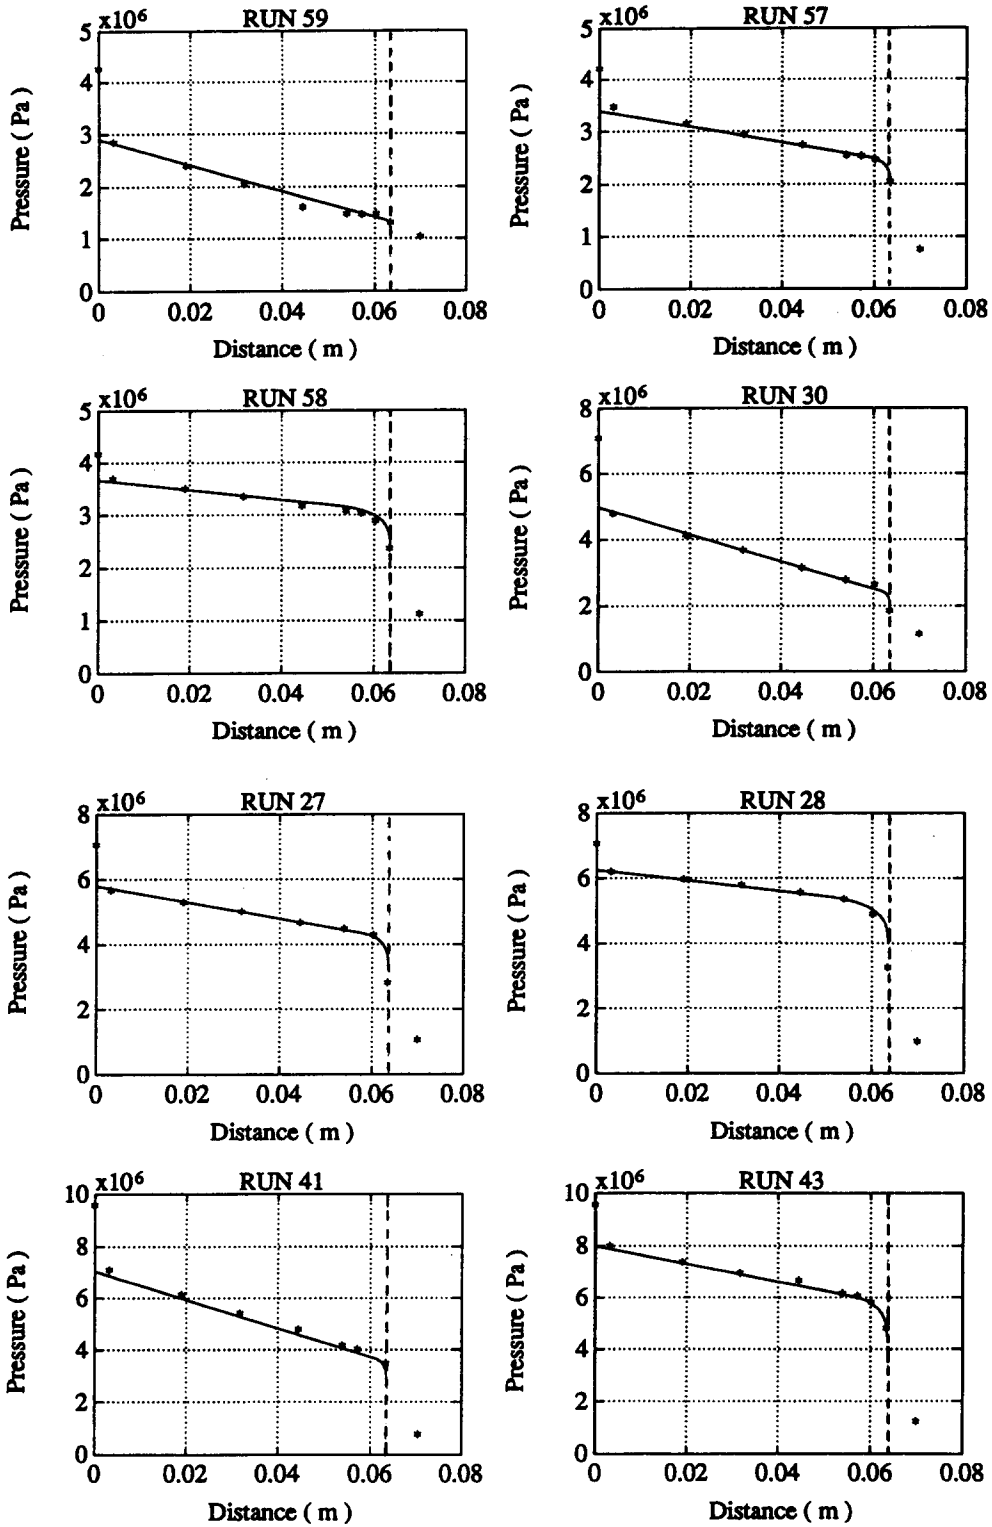 x10⁶ RUN 59
5
4
3
2
1
0
Pressure ( Pa )
0 0.02 0.04 0.06 0.08
Distance ( m )
x10⁶ RUN 57
5
4
3
2
1
0
Pressure ( Pa )
0 0.02 0.04 0.06 0.08
Distance ( m )
x10⁶ RUN 58
5
4
3
2
1
0
Pressure ( Pa )
0 0.02 0.04 0.06 0.08
Distance ( m )
x10⁶ RUN 30
8
6
4
2
0
Pressure ( Pa )
0 0.02 0.04 0.06 0.08
Distance ( m )
x10⁶ RUN 27
8
6
4
2
0
Pressure ( Pa )
0 0.02 0.04 0.06 0.08
Distance ( m )
x10⁶ RUN 28
8
6
4
2
0
Pressure ( Pa )
0 0.02 0.04 0.06 0.08
Distance ( m )
x10⁶ RUN 41
10
8
6
4
2
0
Pressure ( Pa )
0 0.02 0.04 0.06 0.08
Distance ( m )
x10⁶ RUN 43
10
8
6
4
2
0
Pressure ( Pa )
0 0.02 0.04 0.06 0.08
Distance ( m )